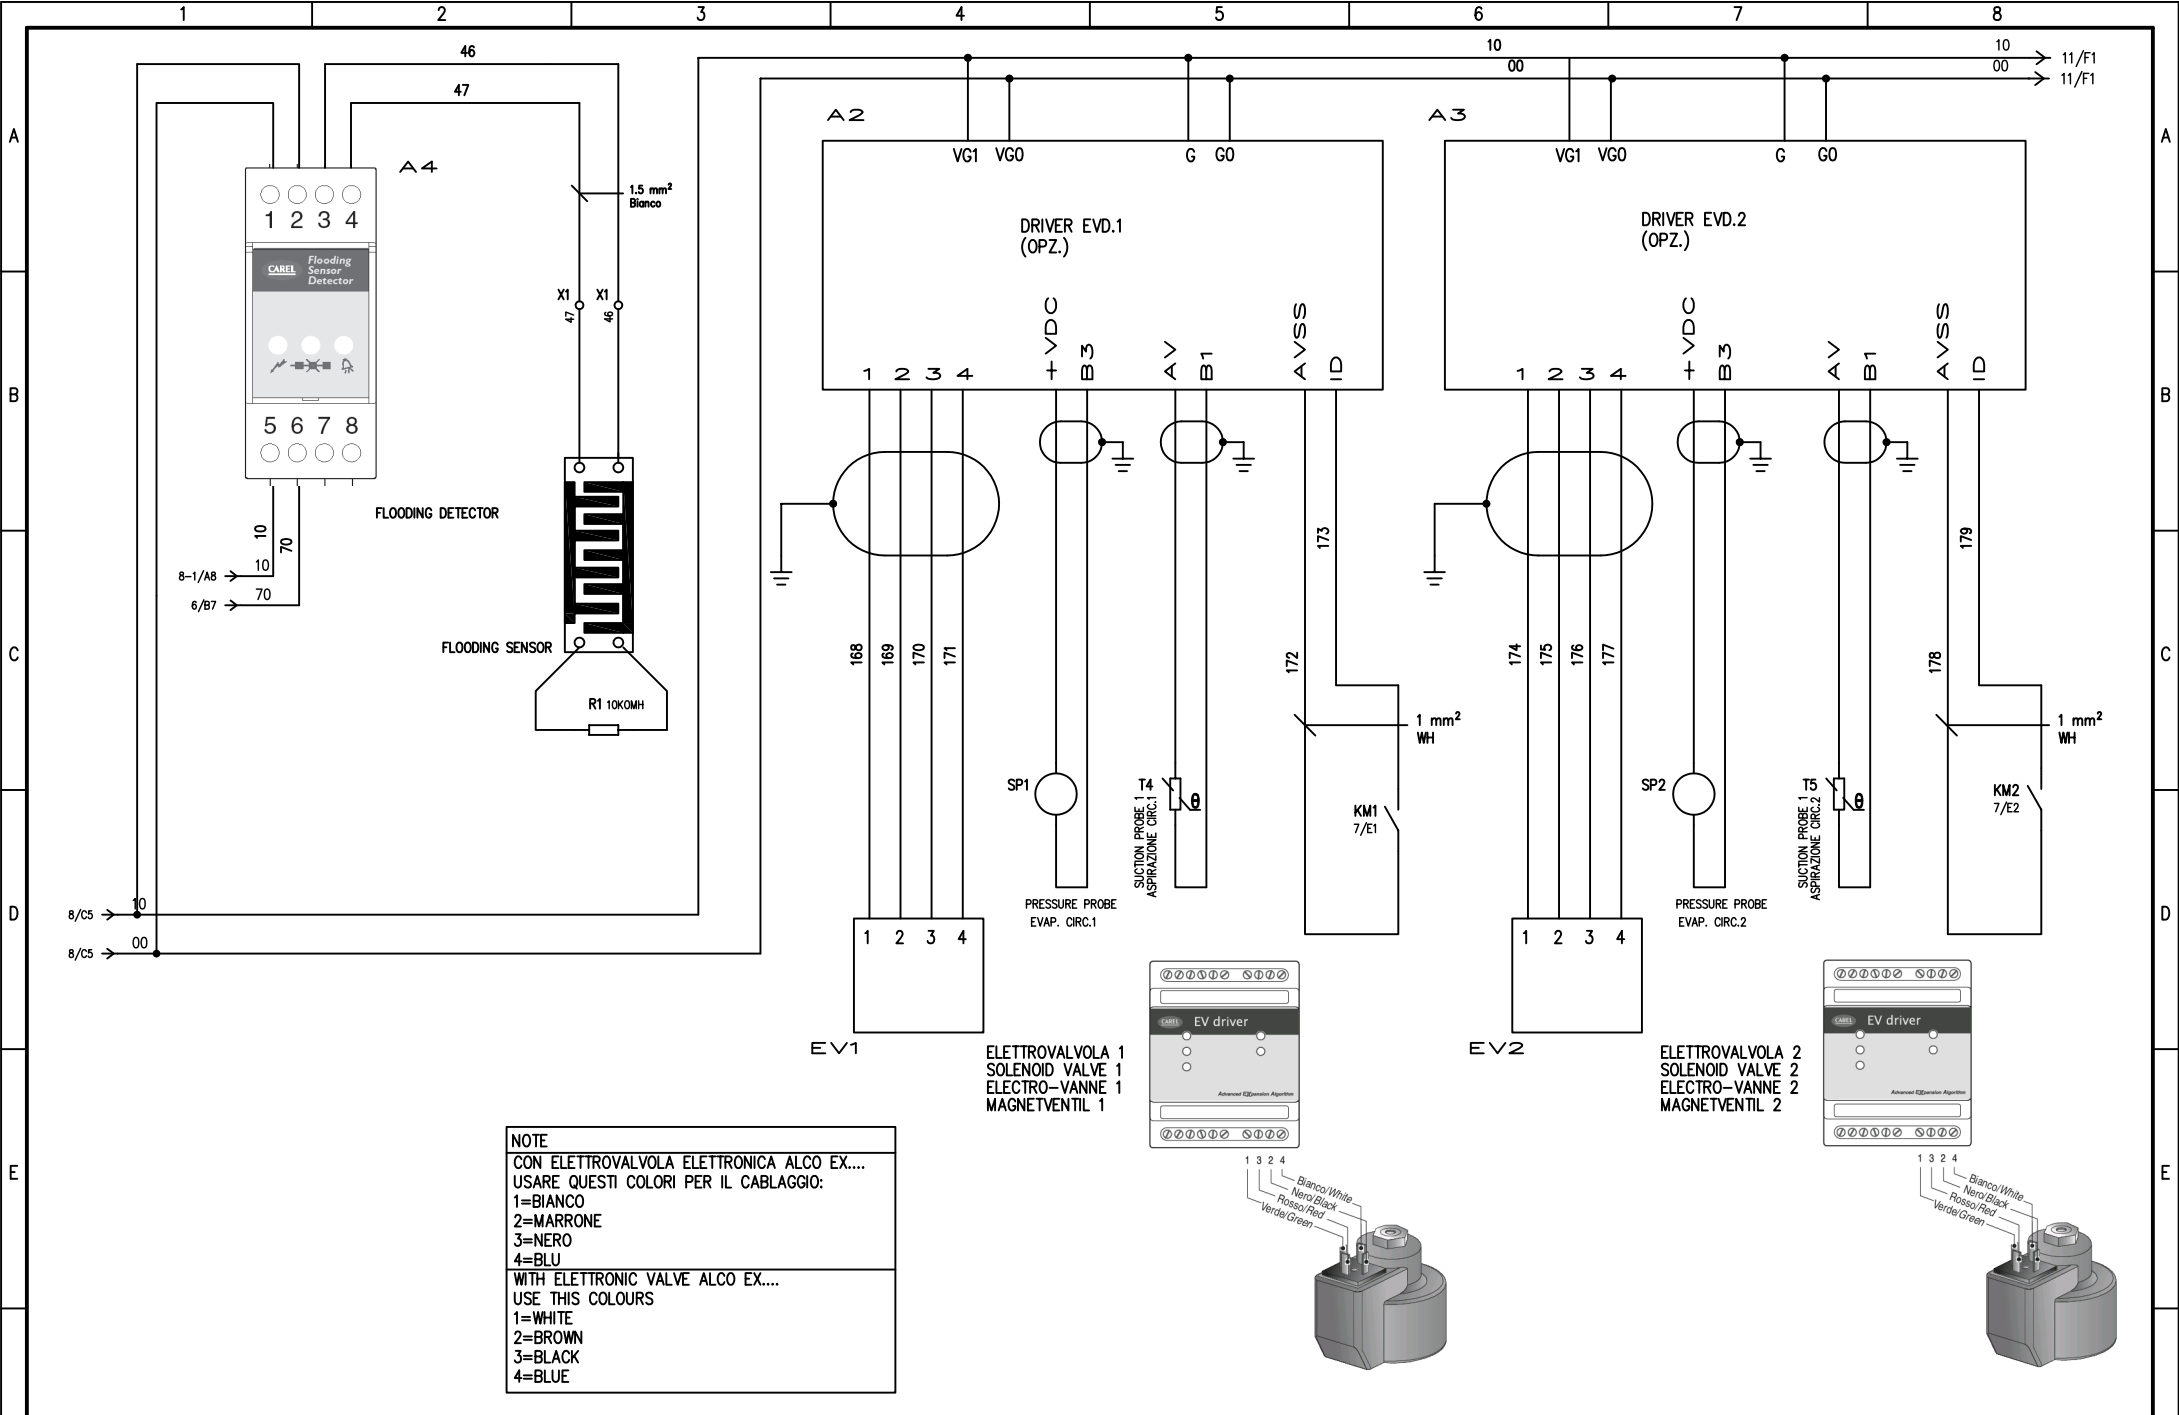 1 2 3 4 5 6 7 8
A
B
C
D
E
A
B
C
D
E
46
47
A4
1 2 3 4
CAREL
Flooding
Sensor
Detector
5 6 7 8
10
70
8-1/A8
10
6/B7
70
FLOODING DETECTOR
1.5 mm²
Bianco
X1
47
X1
46
FLOODING SENSOR
R1 10KOMH
8/C5
10
8/C5
00
10
00
10
11/F1
00
11/F1
A2
VG1 VG0
G G0
DRIVER EVD.1
(OPZ.)
1 2 3 4
+VDC
B3
AV
B1
AVSS
ID
168
169
170
171
172
173
SP1
PRESSURE PROBE
EVAP. CIRC.1
T4
θ
SUCTION PROBE 1
ASPIRAZIONE CIRC.1
1 mm²
WH
KM1
7/E1
1 2 3 4
EV1
ELETTROVALVOLA 1
SOLENOID VALVE 1
ELECTRO-VANNE 1
MAGNETVENTIL 1
CAREL
EV driver
Advanced EXpansion Algorithm
1 3 2 4
Bianco/White
Nero/Black
Rosso/Red
Verde/Green
A3
VG1 VG0
G G0
DRIVER EVD.2
(OPZ.)
1 2 3 4
+VDC
B3
AV
B1
AVSS
ID
174
175
176
177
178
179
SP2
PRESSURE PROBE
EVAP. CIRC.2
T5
θ
SUCTION PROBE 1
ASPIRAZIONE CIRC.2
1 mm²
WH
KM2
7/E2
1 2 3 4
EV2
ELETTROVALVOLA 2
SOLENOID VALVE 2
ELECTRO-VANNE 2
MAGNETVENTIL 2
CAREL
EV driver
Advanced EXpansion Algorithm
1 3 2 4
Bianco/White
Nero/Black
Rosso/Red
Verde/Green
NOTE
CON ELETTROVALVOLA ELETTRONICA ALCO EX....
USARE QUESTI COLORI PER IL CABLAGGIO:
1=BIANCO
2=MARRONE
3=NERO
4=BLU
WITH ELETTRONIC VALVE ALCO EX....
USE THIS COLOURS
1=WHITE
2=BROWN
3=BLACK
4=BLUE